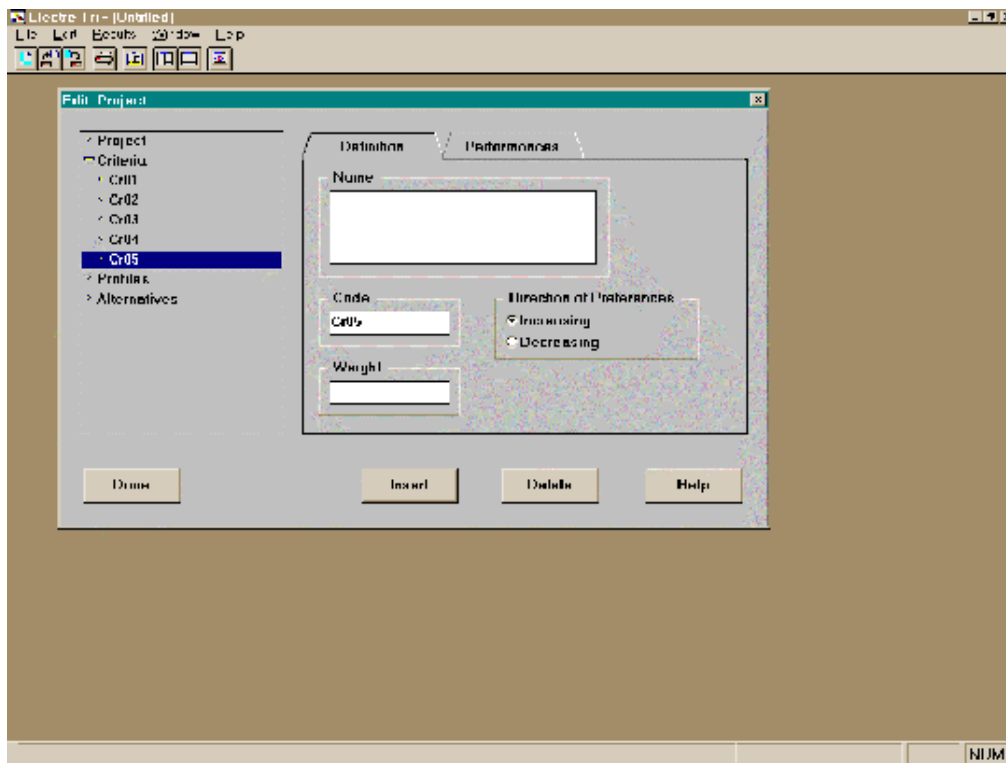 Electre Tri - [Untitled]
File Edit Results Window Help
Edit Project
Project
Criteria
Cr01
Cr02
Cr03
Cr04
Cr05
Profiles
Alternatives
Definition Performances
Name
Code
Cr05
Direction of Preferences
Increasing
Decreasing
Weight
Done Insert Delete Help
NUM